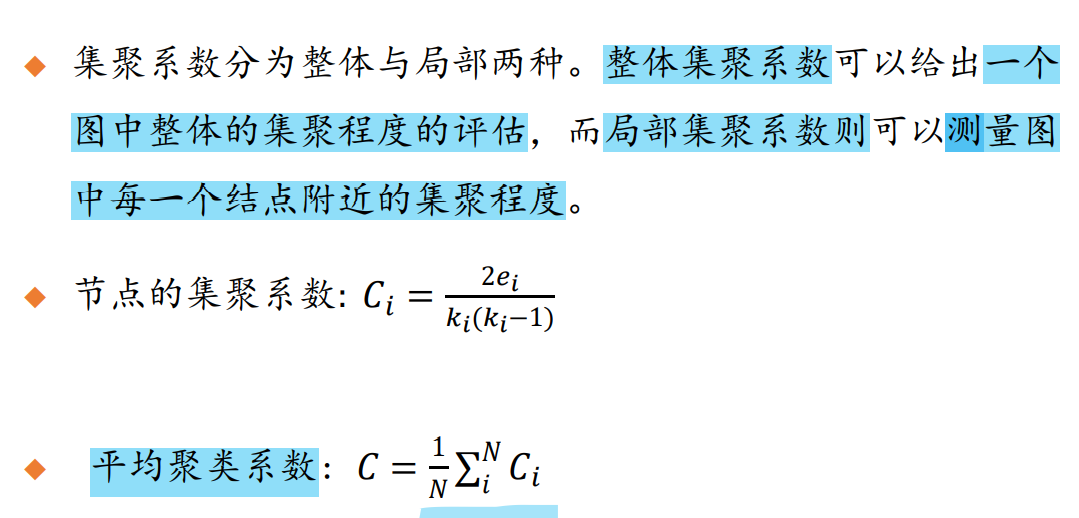 ◆ 集聚系数分为整体与局部两种。整体集聚系数可以给出一个
图中整体的集聚程度的评估，而局部集聚系数则可以测量图
中每一个结点附近的集聚程度。
◆ 节点的集聚系数: $C_i = \frac{2e_i}{k_i(k_i-1)}$
◆ 平均聚类系数：$C = \frac{1}{N}\sum_i^N C_i$